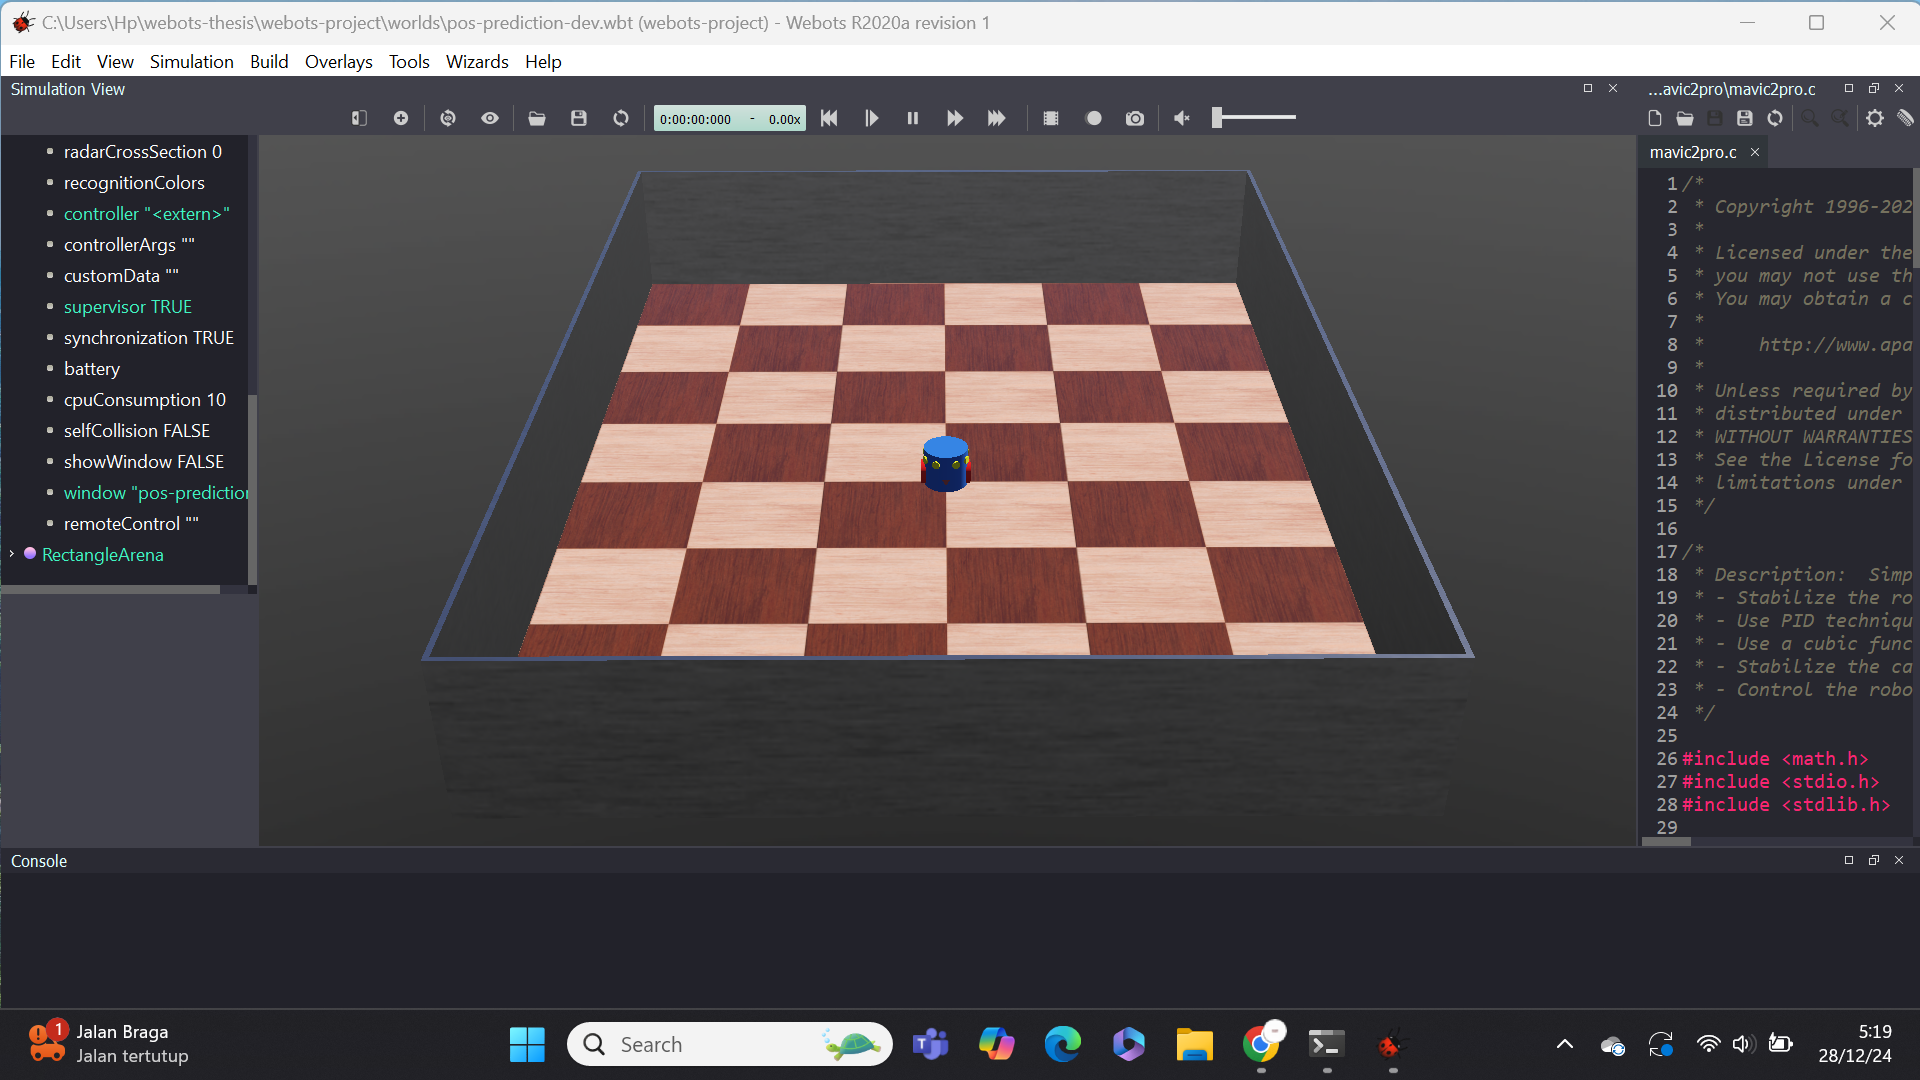 C:\Users\Hp\webots-thesis\webots-project\worlds\pos-prediction-dev.wbt (webots-project) - Webots R2020a revision 1
File Edit View Simulation Build Overlays Tools Wizards Help
Simulation View
...avic2pro\mavic2pro.c
0:00:00:000 - 0.00x
mavic2pro.c
radarCrossSection 0
recognitionColors
controller "<extern>"
controllerArgs ""
customData ""
supervisor TRUE
synchronization TRUE
battery
cpuConsumption 10
selfCollision FALSE
showWindow FALSE
window "pos-prediction
remoteControl ""
RectangleArena
1 /*
2 * Copyright 1996-202
3 *
4 * Licensed under the
5 * you may not use th
6 * You may obtain a c
7 *
8 * http://www.apa
9 *
10 * Unless required by
11 * distributed under
12 * WITHOUT WARRANTIES
13 * See the License fo
14 * limitations under
15 */
16
17 /*
18 * Description: Simp
19 * - Stabilize the ro
20 * - Use PID techniqu
21 * - Use a cubic func
22 * - Stabilize the ca
23 * - Control the robo
24 */
25
26 #include <math.h>
27 #include <stdio.h>
28 #include <stdlib.h>
29
Console
1
Jalan Braga
Jalan tertutup
Search
5:19
28/12/24